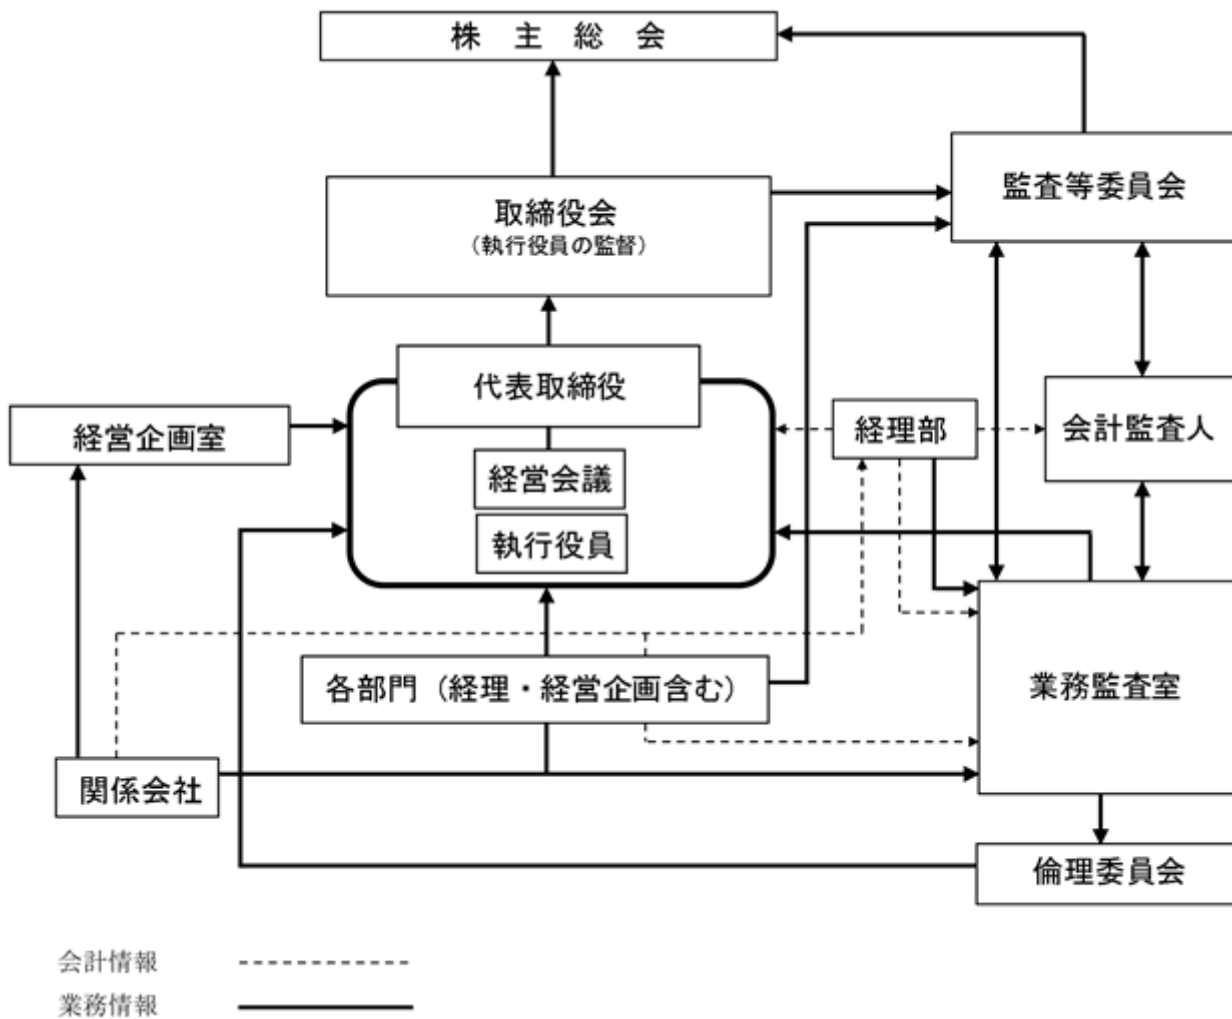 株　主　総　会
監査等委員会
取締役会
（執行役員の監督）
代表取締役
経営企画室
経理部
会計監査人
経営会議
執行役員
各部門（経理・経営企画含む）
業務監査室
関係会社
倫理委員会
会計情報
業務情報